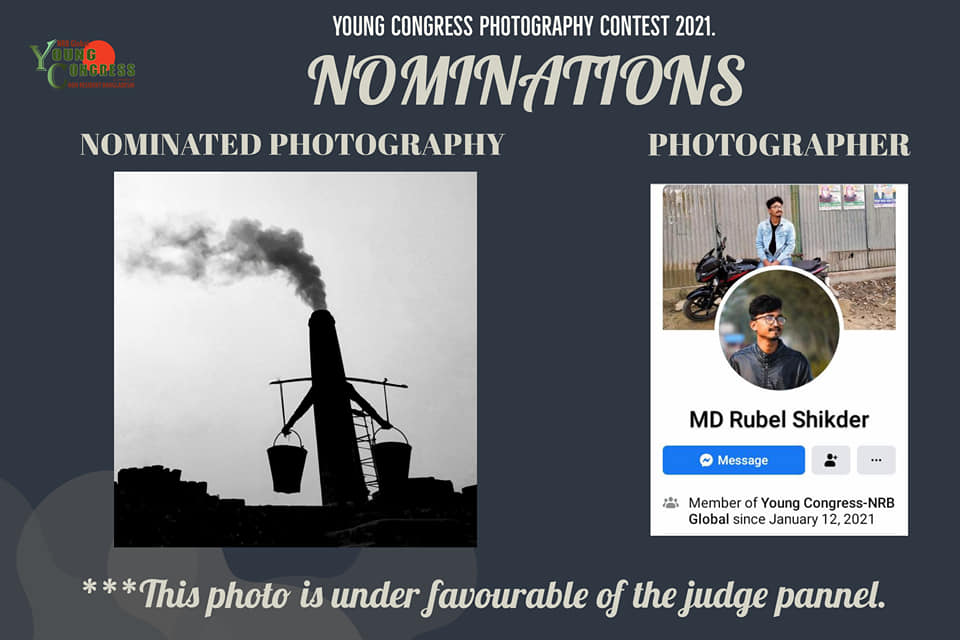 YOUNG CONGRESS PHOTOGRAPHY CONTEST 2021.
NOMINATIONS
YOUNG
CONGRESS
NOMINATED PHOTOGRAPHY
PHOTOGRAPHER
MD Rubel Shikder
Message
Member of Young Congress-NRB
Global since January 12, 2021
***This photo is under favourable of the judge pannel.